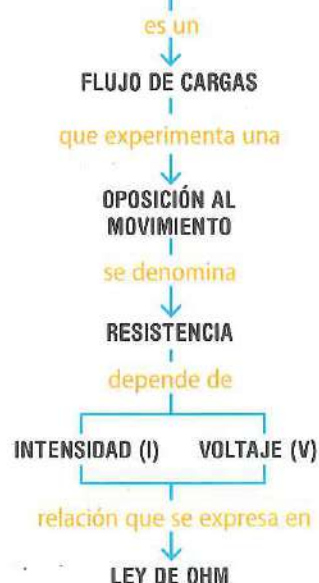 es un
FLUJO DE CARGAS
que experimenta una
OPOSICIÓN AL
MOVIMIENTO
se denomina
RESISTENCIA
depende de
INTENSIDAD (I) VOLTAJE (V)
relación que se expresa en
LEY DE OHM